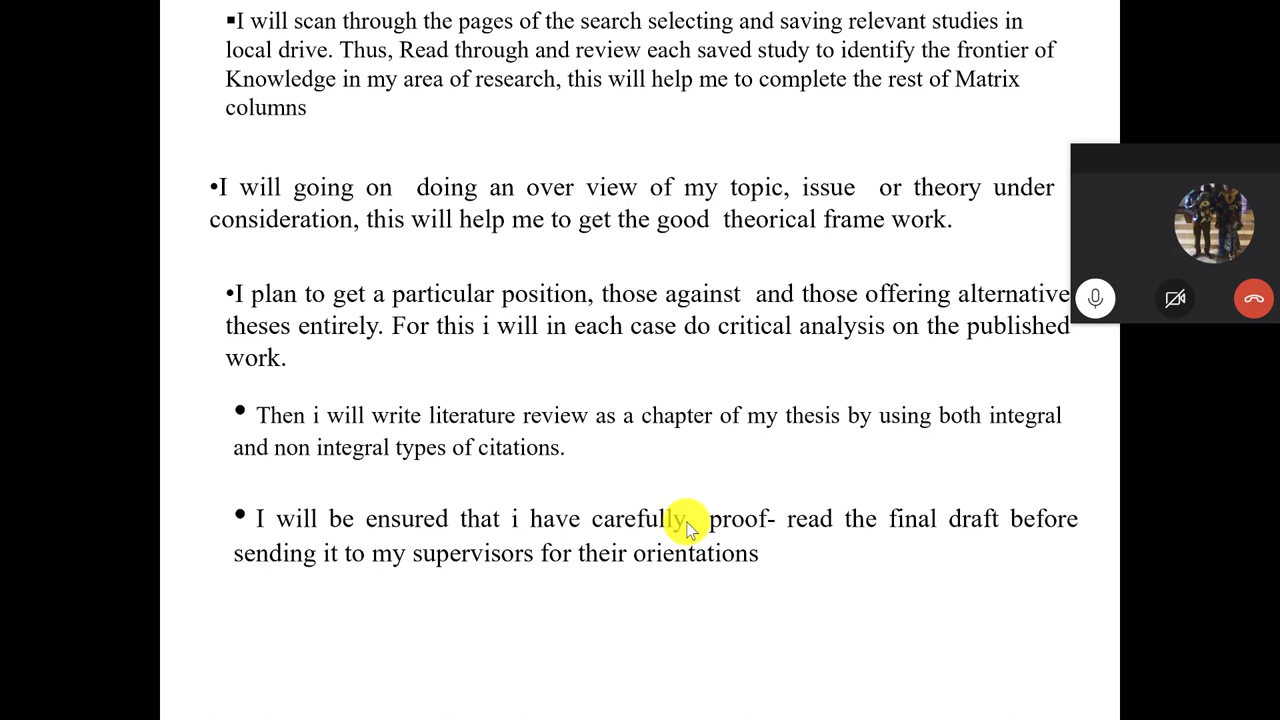 ▪I will scan through the pages of the search selecting and saving relevant studies in
local drive. Thus, Read through and review each saved study to identify the frontier of
Knowledge in my area of research, this will help me to complete the rest of Matrix
columns
•I will going on doing an over view of my topic, issue or theory under
consideration, this will help me to get the good theorical frame work.
•I plan to get a particular position, those against and those offering alternative
theses entirely. For this i will in each case do critical analysis on the published
work.
• Then i will write literature review as a chapter of my thesis by using both integral
and non integral types of citations.
• I will be ensured that i have carefully proof- read the final draft before
sending it to my supervisors for their orientations